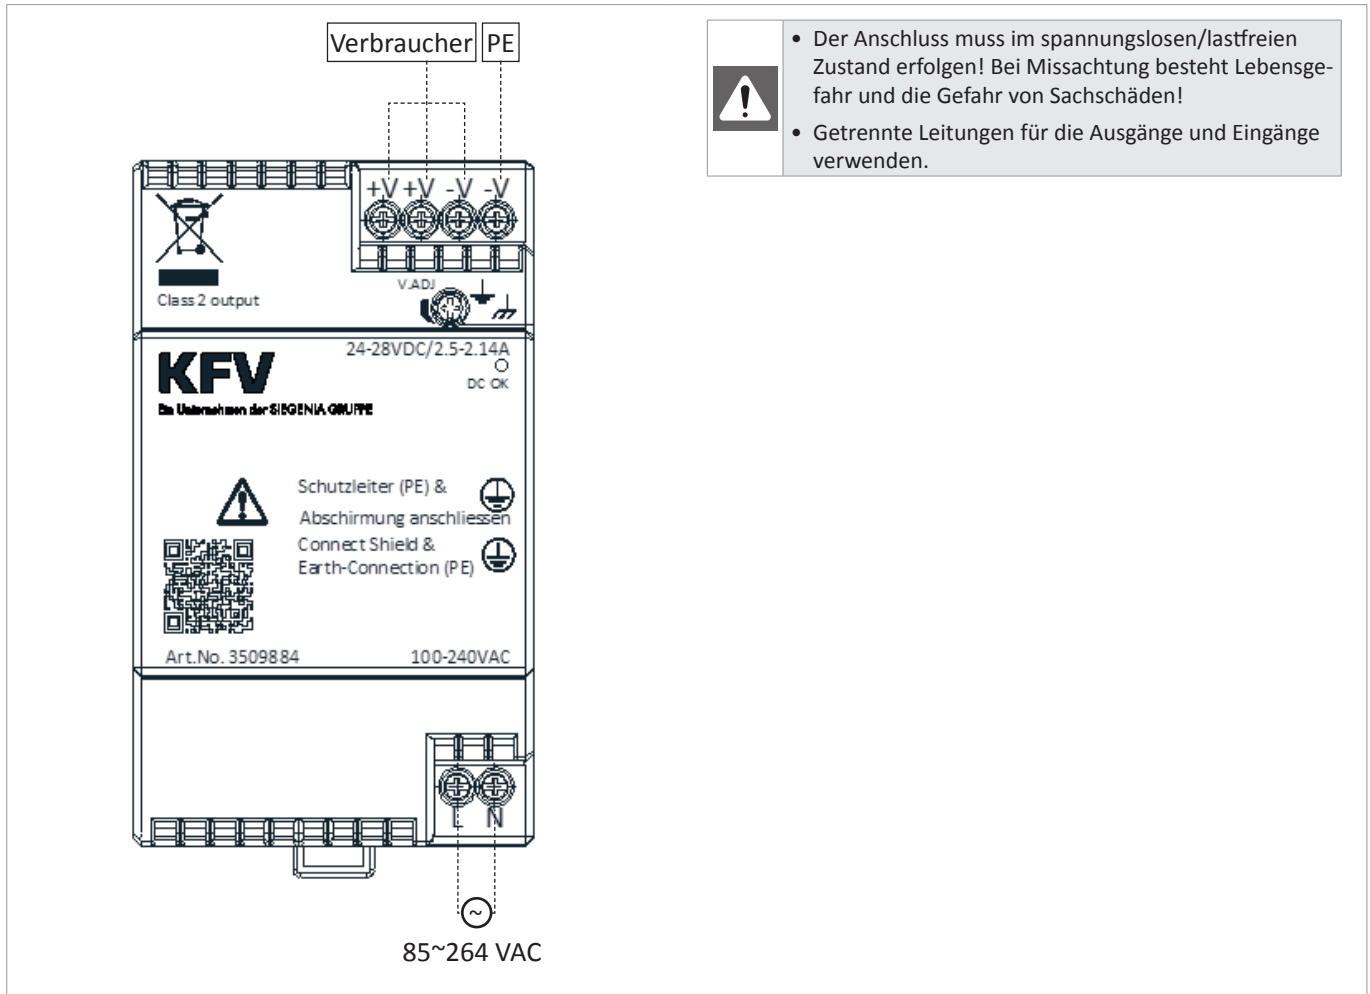 Verbraucher PE
• Der Anschluss muss im spannungslosen/lastfreien
Zustand erfolgen! Bei Missachtung besteht Lebensge-
fahr und die Gefahr von Sachschäden!
• Getrennte Leitungen für die Ausgänge und Eingänge
verwenden.
+V +V -V -V
V.ADJ
Class 2 output
24-28VDC/2.5-2.14A
DC OK
KFV
Ein Unternehmen der SIEGENIA GRUPPE
Schutzleiter (PE) &
Abschirmung anschliessen
Connect Shield &
Earth-Connection (PE)
Art.No. 3509884 100-240VAC
L N
~
85~264 VAC